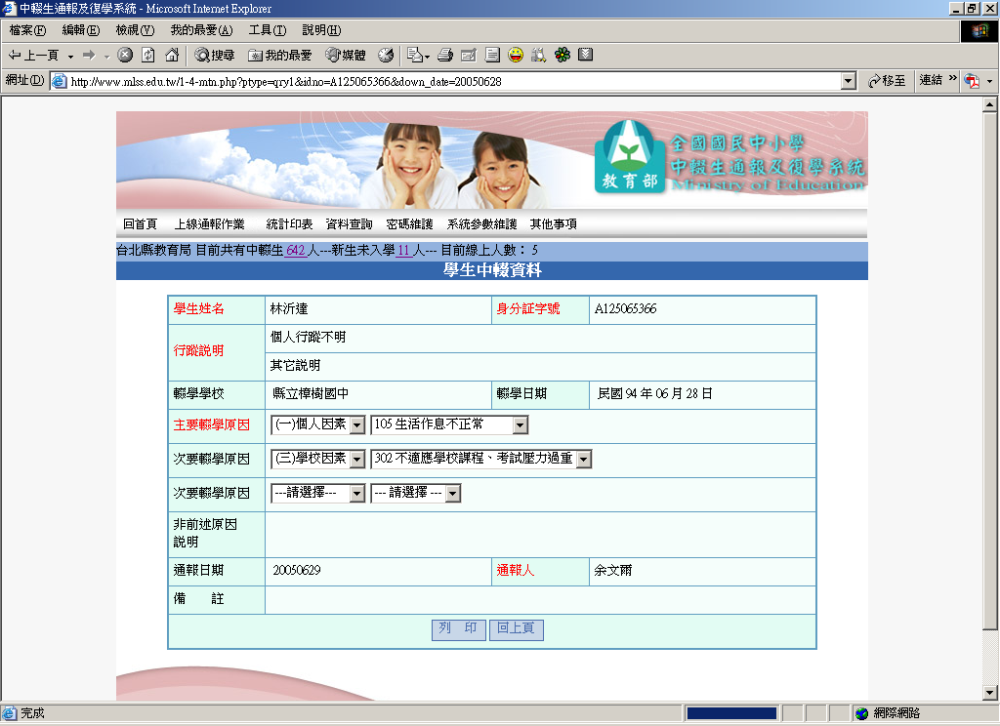 中輟生通報及復學系統 - Microsoft Internet Explorer
檔案(F) 編輯(E) 檢視(V) 我的最愛(A) 工具(T) 說明(H)
上一頁 搜尋 我的最愛 媒體
網址(D) http://www.mlss.edu.tw/1-4-mtn.php?ptype=qry1&idno=A125065366&down_date=20050628 移至 連結 »
教育部
全國國民中小學
中輟生通報及復學系統
Ministry of Education
回首頁 上線通報作業 統計印表 資料查詢 密碼維護 系統參數維護 其他事項
台北縣教育局 目前共有中輟生 642 人---新生未入學 11 人--- 目前線上人數： 5
學生中輟資料
學生姓名 林沂達 身分証字號 A125065366
行蹤說明 個人行蹤不明
其它說明
輟學學校 縣立樟樹國中 輟學日期 民國 94 年 06 月 28 日
主要輟學原因 (一)個人因素 105 生活作息不正常
次要輟學原因 (三)學校因素 302 不適應學校課程、考試壓力過重
次要輟學原因 ---請選擇--- --- 請選擇 ---
非前述原因
說明
通報日期 20050629 通報人 余文爾
備 註
列 印 回上頁
完成 網際網路